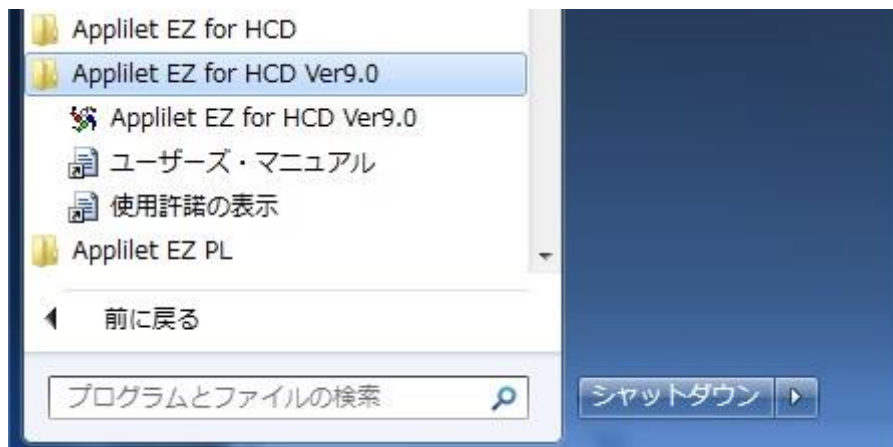 Applilet EZ for HCD
Applilet EZ for HCD Ver9.0
Applilet EZ for HCD Ver9.0
ユーザーズ・マニュアル
使用許諾の表示
Applilet EZ PL
前に戻る
プログラムとファイルの検索
シャットダウン